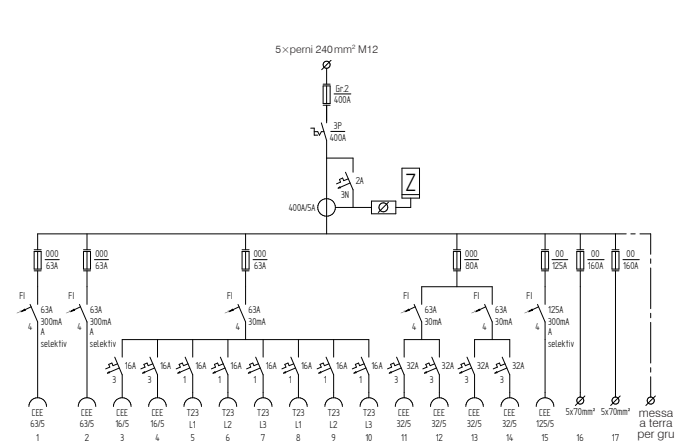 5×perni 240mm² M12
Gr.2
400A
3P
400A
2A
3N
Z
400A/5A
000
63A
000
63A
000
63A
000
80A
00
125A
00
160A
00
160A
FI
63A
300mA
A
selektiv
4
FI
63A
300mA
A
selektiv
4
FI
63A
30mA
4
FI
63A
30mA
4
FI
63A
30mA
4
FI
125A
300mA
A
selektiv
4
16A
3
16A
3
16A
1
16A
1
16A
1
16A
1
16A
1
16A
1
32A
3
32A
3
32A
3
32A
3
CEE
63/5
1
CEE
63/5
2
CEE
16/5
3
CEE
16/5
4
T23
L1
5
T23
L2
6
T23
L3
7
T23
L1
8
T23
L2
9
T23
L3
10
CEE
32/5
11
CEE
32/5
12
CEE
32/5
13
CEE
32/5
14
CEE
125/5
15
5x70mm²
16
5x70mm²
17
messa
a terra
per gru